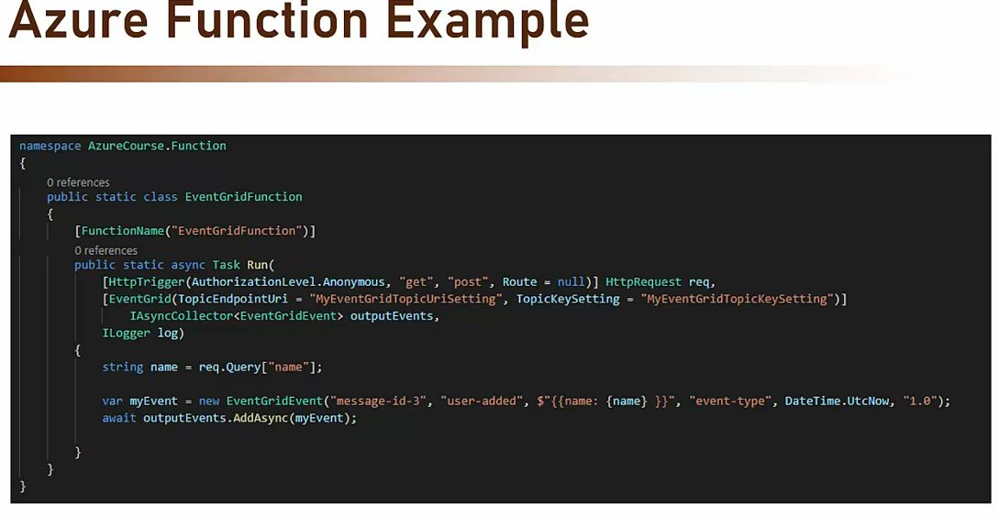 Azure Function Example
namespace AzureCourse.Function
{
0 references
public static class EventGridFunction
{
[FunctionName("EventGridFunction")]
0 references
public static async Task Run(
[HttpTrigger(AuthorizationLevel.Anonymous, "get", "post", Route = null)] HttpRequest req,
[EventGrid(TopicEndpointUri = "MyEventGridTopicUriSetting", TopicKeySetting = "MyEventGridTopicKeySetting")]
IAsyncCollector<EventGridEvent> outputEvents,
ILogger log)
{
string name = req.Query["name"];
var myEvent = new EventGridEvent("message-id-3", "user-added", $"{{name: {name} }}", "event-type", DateTime.UtcNow, "1.0");
await outputEvents.AddAsync(myEvent);
}
}
}